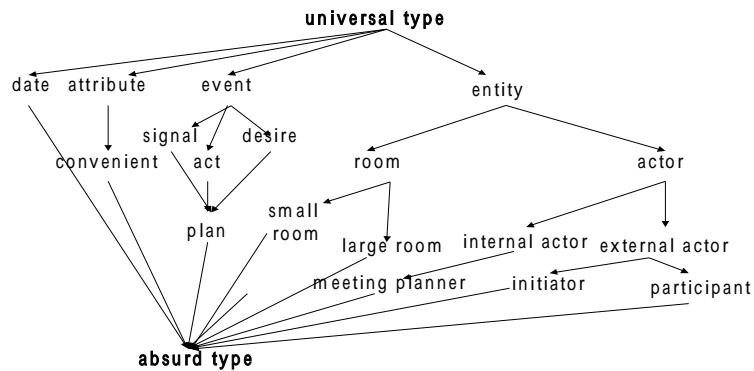 universal type
date attribute event
entity
signal desire
convenient act room actor
small
room
plan
large room internal actor external actor
meeting planner initiator participant
absurd type